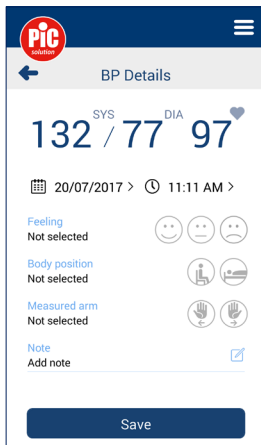 PiC
solution
BP Details
SYS DIA
132 / 77 97
20/07/2017 > 11:11 AM >
Feeling
Not selected
Body position
Not selected
Measured arm
Not selected
Note
Add note
Save